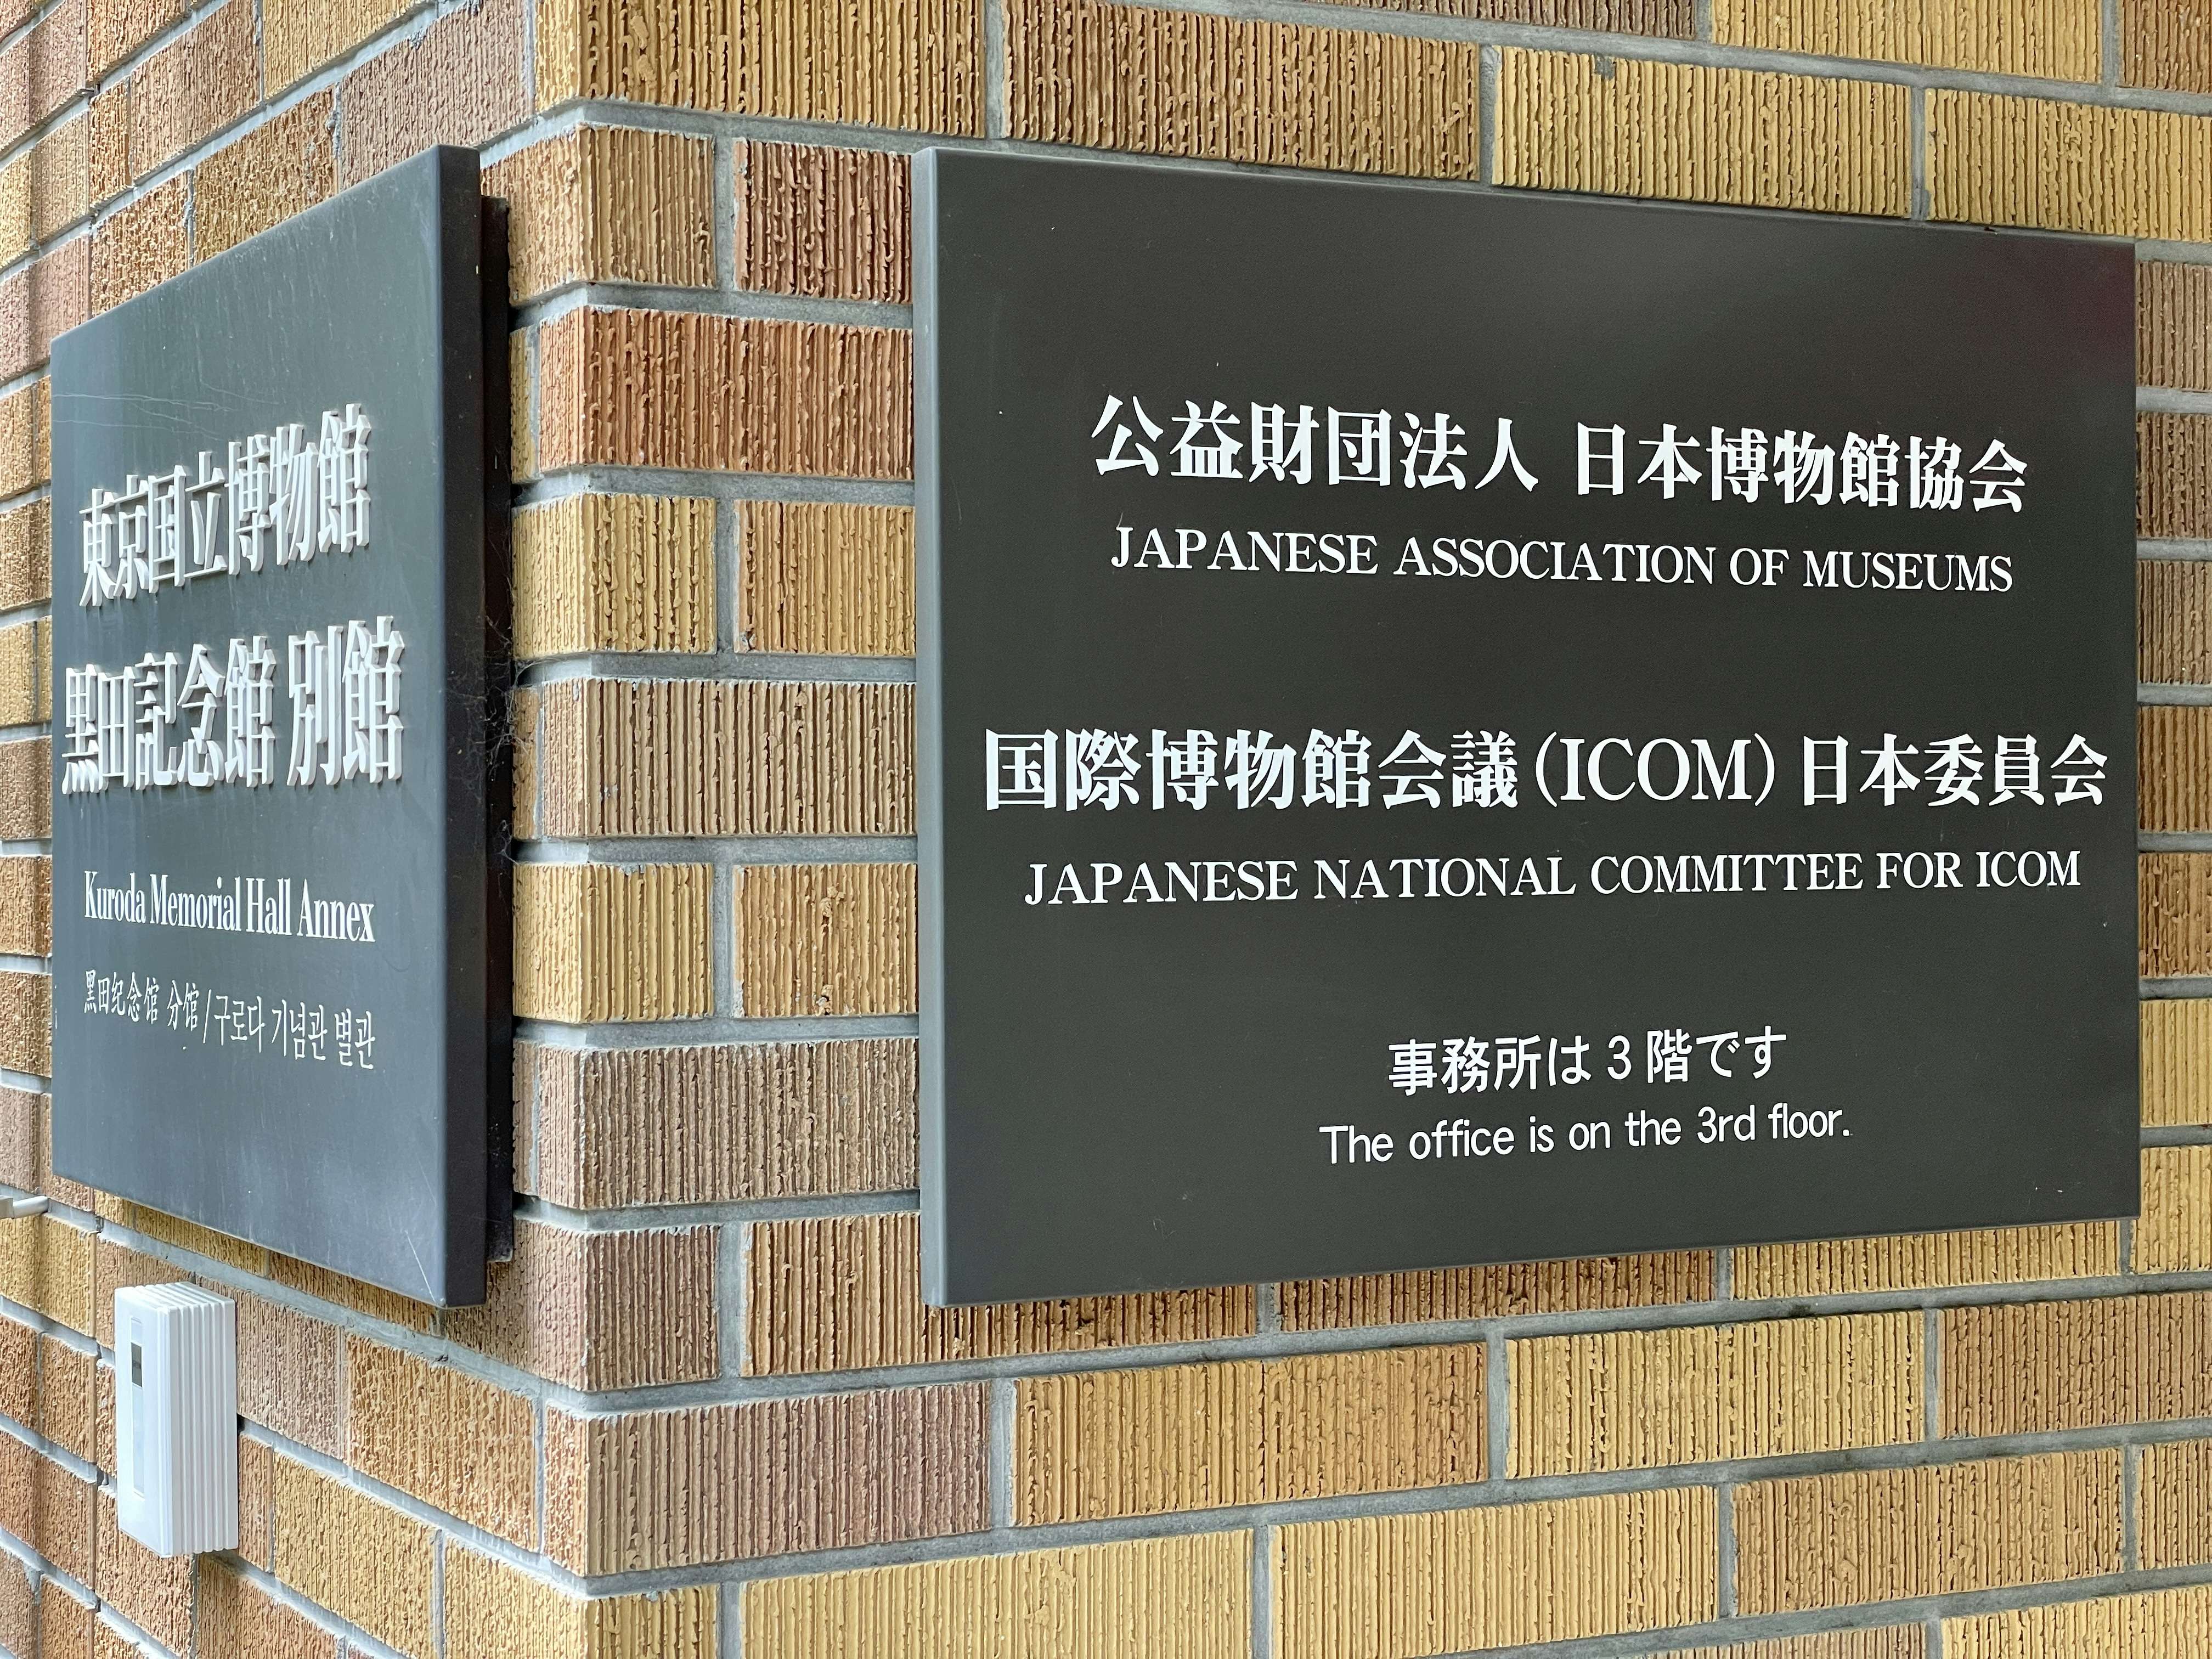 東京国立博物館
黒田記念館 別館
Kuroda Memorial Hall Annex
黑田纪念馆 分馆/구로다 기념관 별관
公益財団法人 日本博物館協会
JAPANESE ASSOCIATION OF MUSEUMS
国際博物館会議(ICOM)日本委員会
JAPANESE NATIONAL COMMITTEE FOR ICOM
事務所は3階です
The office is on the 3rd floor.